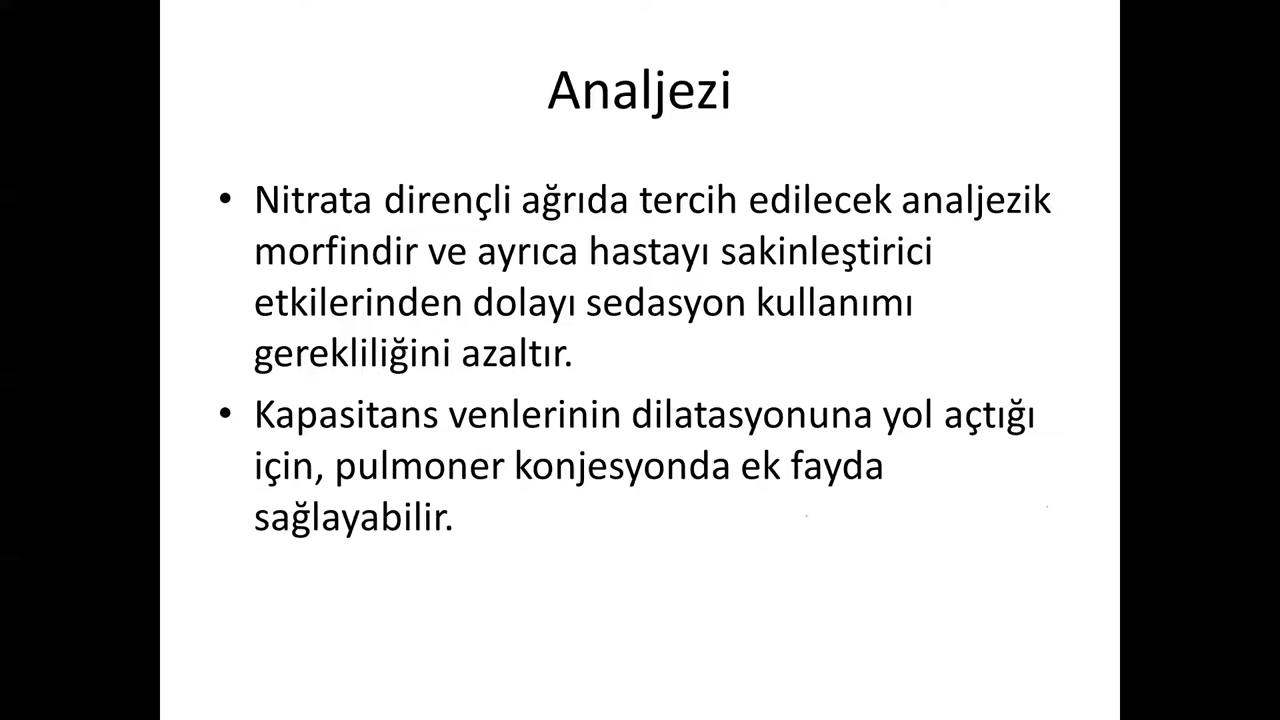 Analjezi
• Nitrata dirençli ağrıda tercih edilecek analjezik
morfindir ve ayrıca hastayı sakinleştirici
etkilerinden dolayı sedasyon kullanımı
gerekliliğini azaltır.
• Kapasitans venlerinin dilatasyonuna yol açtığı
için, pulmoner konjesyonda ek fayda
sağlayabilir.